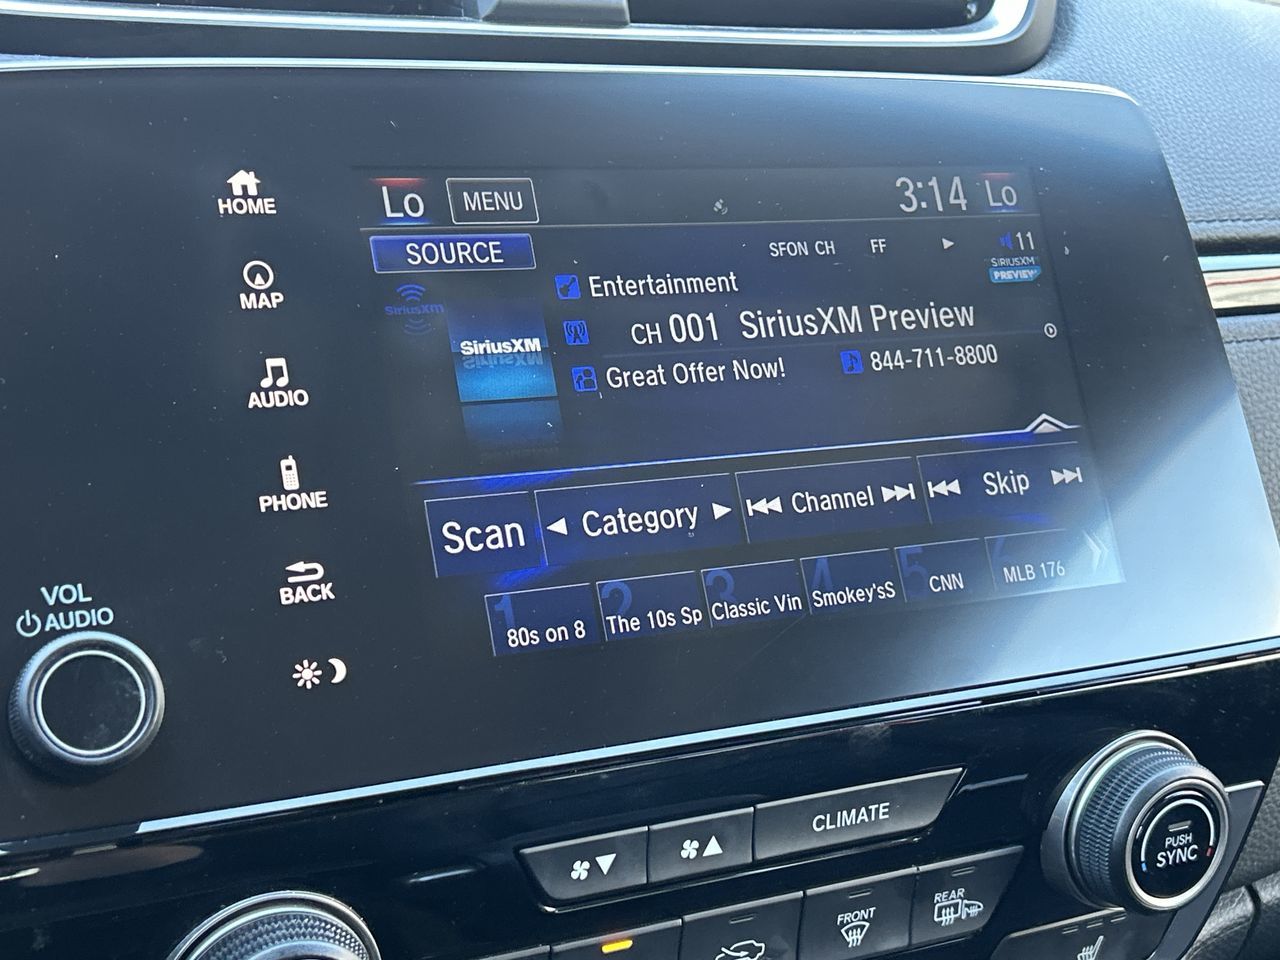 HOME
Lo
MENU
3:14
Lo
SOURCE
SFON CH
FF
11
SIRIUSXM
PREVIEW
MAP
SiriusXm
SiriusXM
Entertainment
CH 001 SiriusXM Preview
Great Offer Now!
844-711-8800
AUDIO
PHONE
Scan
Category
Channel
Skip
BACK
1
80s on 8
2
The 10s Sp
3
Classic Vin
4
Smokey'sS
5
CNN
MLB 176
VOL
AUDIO
CLIMATE
PUSH
SYNC
FRONT
REAR